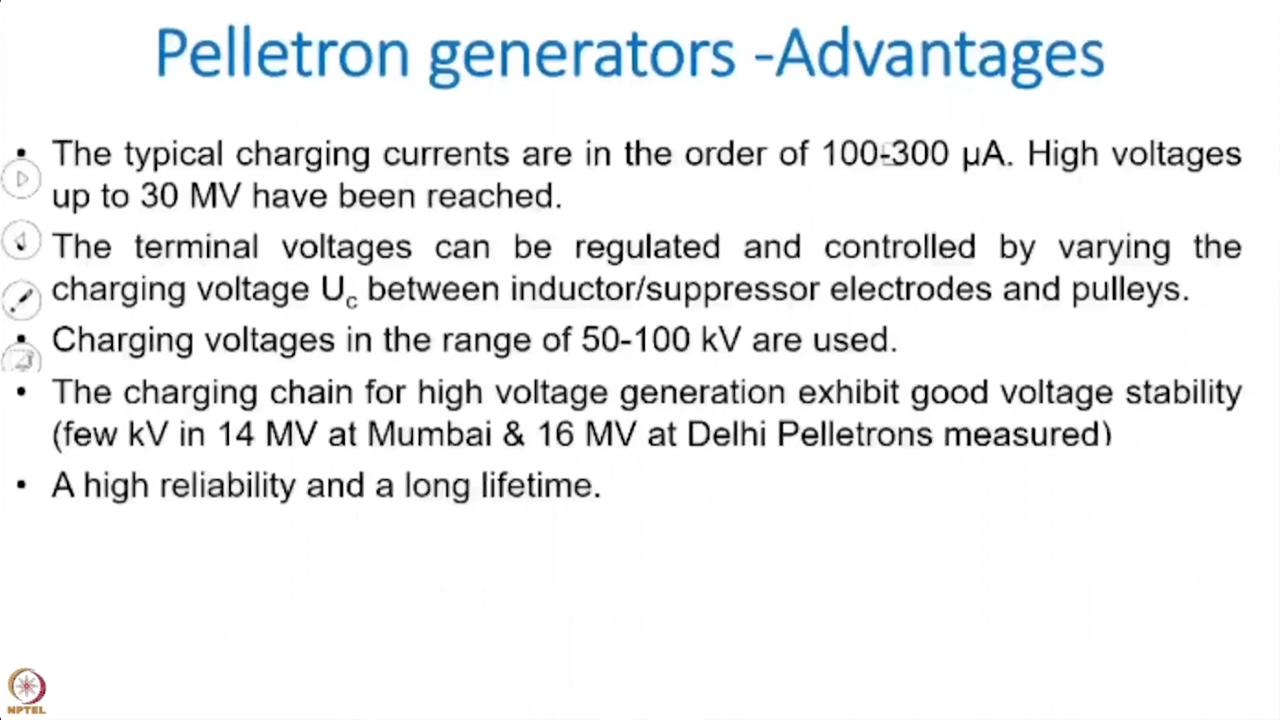 Pelletron generators -Advantages
• The typical charging currents are in the order of 100-300 μA. High voltages
up to 30 MV have been reached.
The terminal voltages can be regulated and controlled by varying the
charging voltage Uc between inductor/suppressor electrodes and pulleys.
• Charging voltages in the range of 50-100 kV are used.
• The charging chain for high voltage generation exhibit good voltage stability
(few kV in 14 MV at Mumbai & 16 MV at Delhi Pelletrons measured)
• A high reliability and a long lifetime.
NPTEL